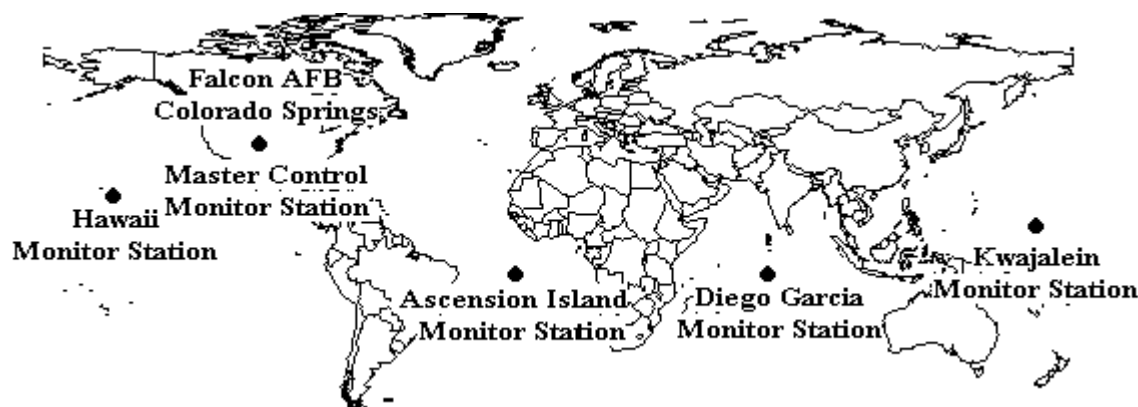 Falcon AFB
Colorado Springs
Master Control
Monitor Station
Hawaii
Monitor Station
Ascension Island
Monitor Station
Diego Garcia
Monitor Station
Kwajalein
Monitor Station